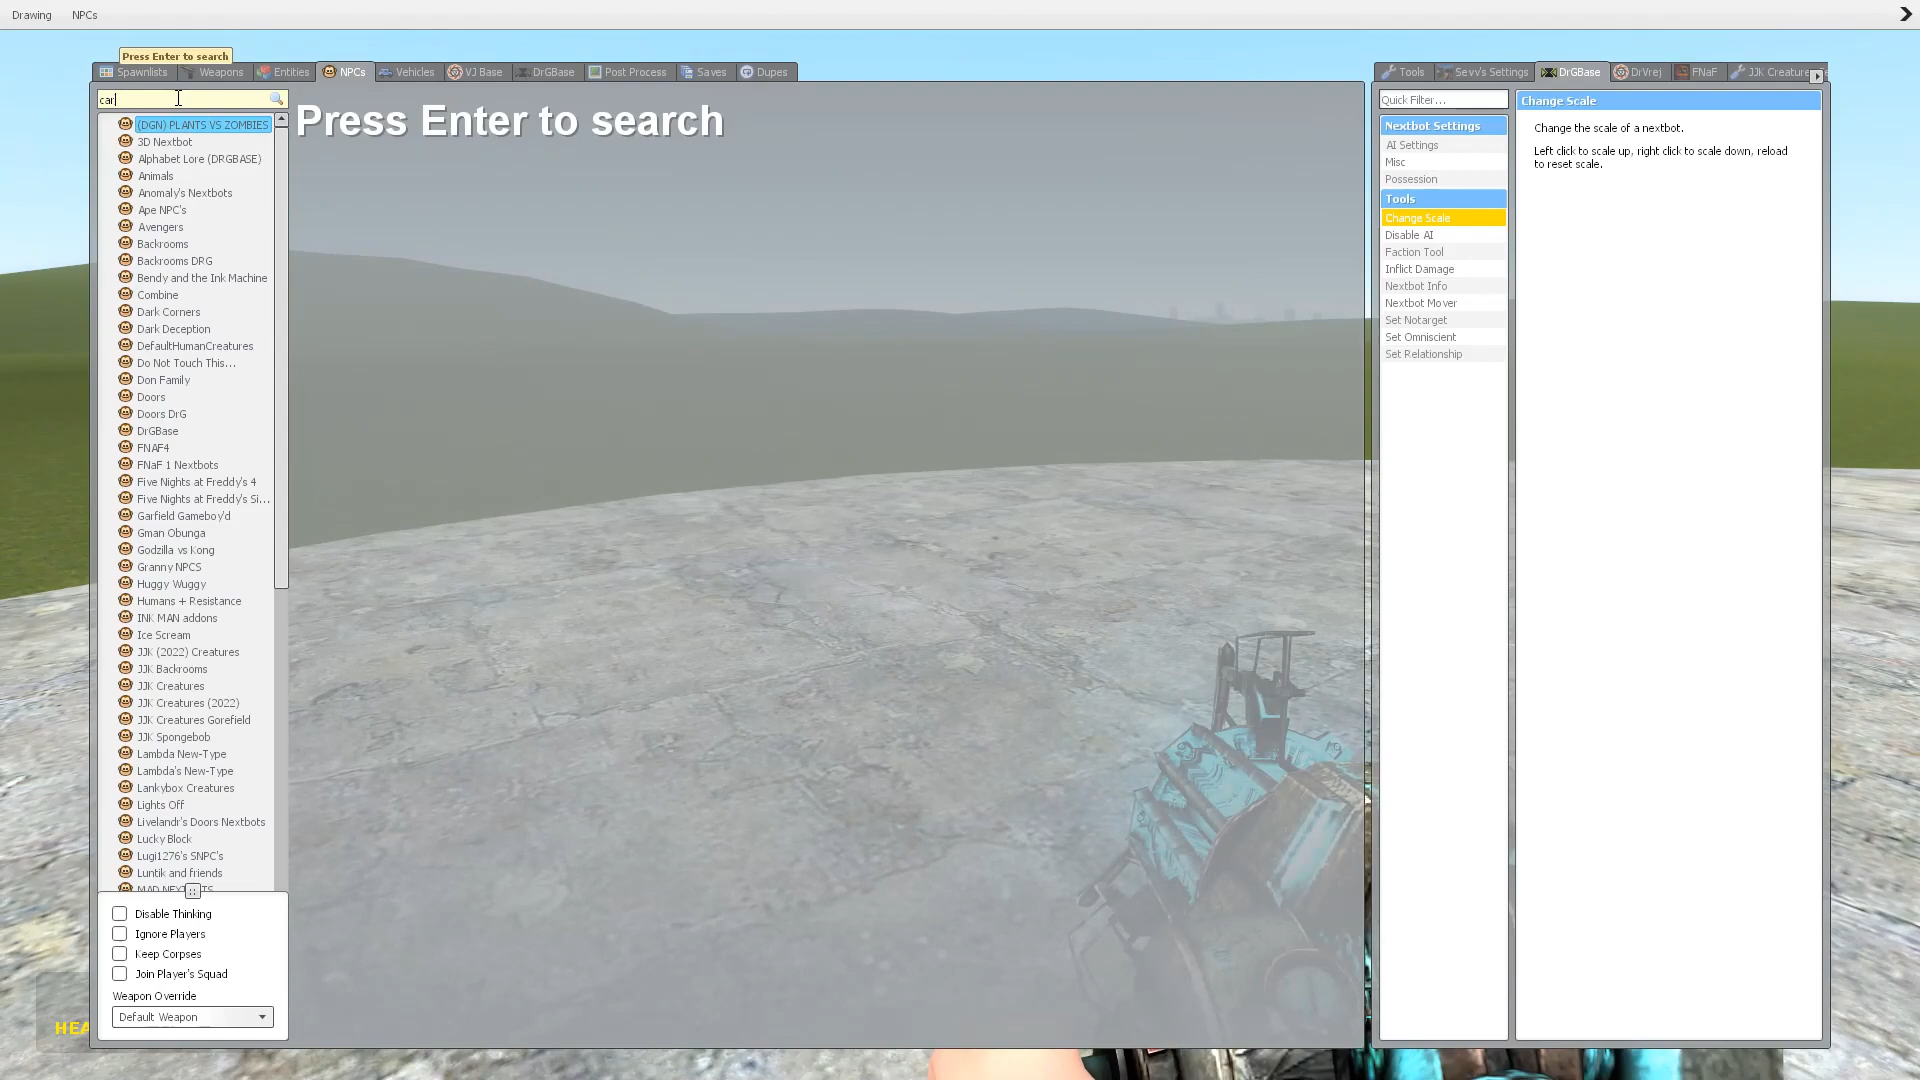 Drawing NPCs
Press Enter to search
Spawnlists Weapons Entities NPCs Vehicles VJ Base DrGBase Post Process Saves Dupes
Tools Sevv's Settings DrGBase DrVrej FNaF JJK Creature
car
Press Enter to search
(DGN) PLANTS VS ZOMBIES
3D Nextbot
Alphabet Lore (DRGBASE)
Animals
Anomaly's Nextbots
Ape NPC's
Avengers
Backrooms
Backrooms DRG
Bendy and the Ink Machine
Combine
Dark Corners
Dark Deception
DefaultHumanCreatures
Do Not Touch This...
Don Family
Doors
Doors DrG
DrGBase
FNAF4
FNaF 1 Nextbots
Five Nights at Freddy's 4
Five Nights at Freddy's Si...
Garfield Gameboy'd
Gman Obunga
Godzilla vs Kong
Granny NPCS
Huggy Wuggy
Humans + Resistance
INK MAN addons
Ice Scream
JJK (2022) Creatures
JJK Backrooms
JJK Creatures
JJK Creatures (2022)
JJK Creatures Gorefield
JJK Spongebob
Lambda New-Type
Lambda's New-Type
Lankybox Creatures
Lights Off
Livelandr's Doors Nextbots
Lucky Block
Lugi1276's SNPC's
Luntik and friends
Disable Thinking
Ignore Players
Keep Corpses
Join Player's Squad
Weapon Override
Default Weapon
HEA
Quick Filter...
Nextbot Settings
AI Settings
Misc
Possession
Tools
Change Scale
Disable AI
Faction Tool
Inflict Damage
Nextbot Info
Nextbot Mover
Set Notarget
Set Omniscient
Set Relationship
Change Scale
Change the scale of a nextbot.
Left click to scale up, right click to scale down, reload
to reset scale.